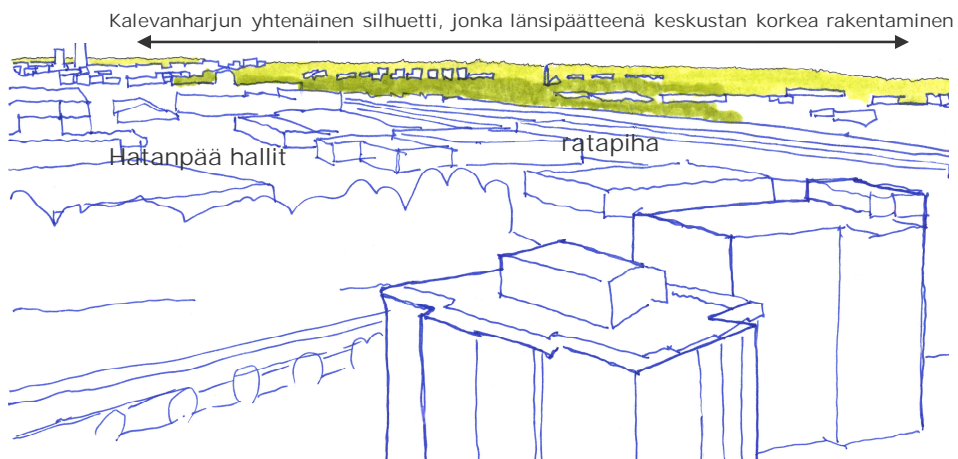 Kalevanharjun yhtenäinen silhuetti, jonka länsipäätteenä keskustan korkea rakentaminen
ratapiha
Hatanpää hallit